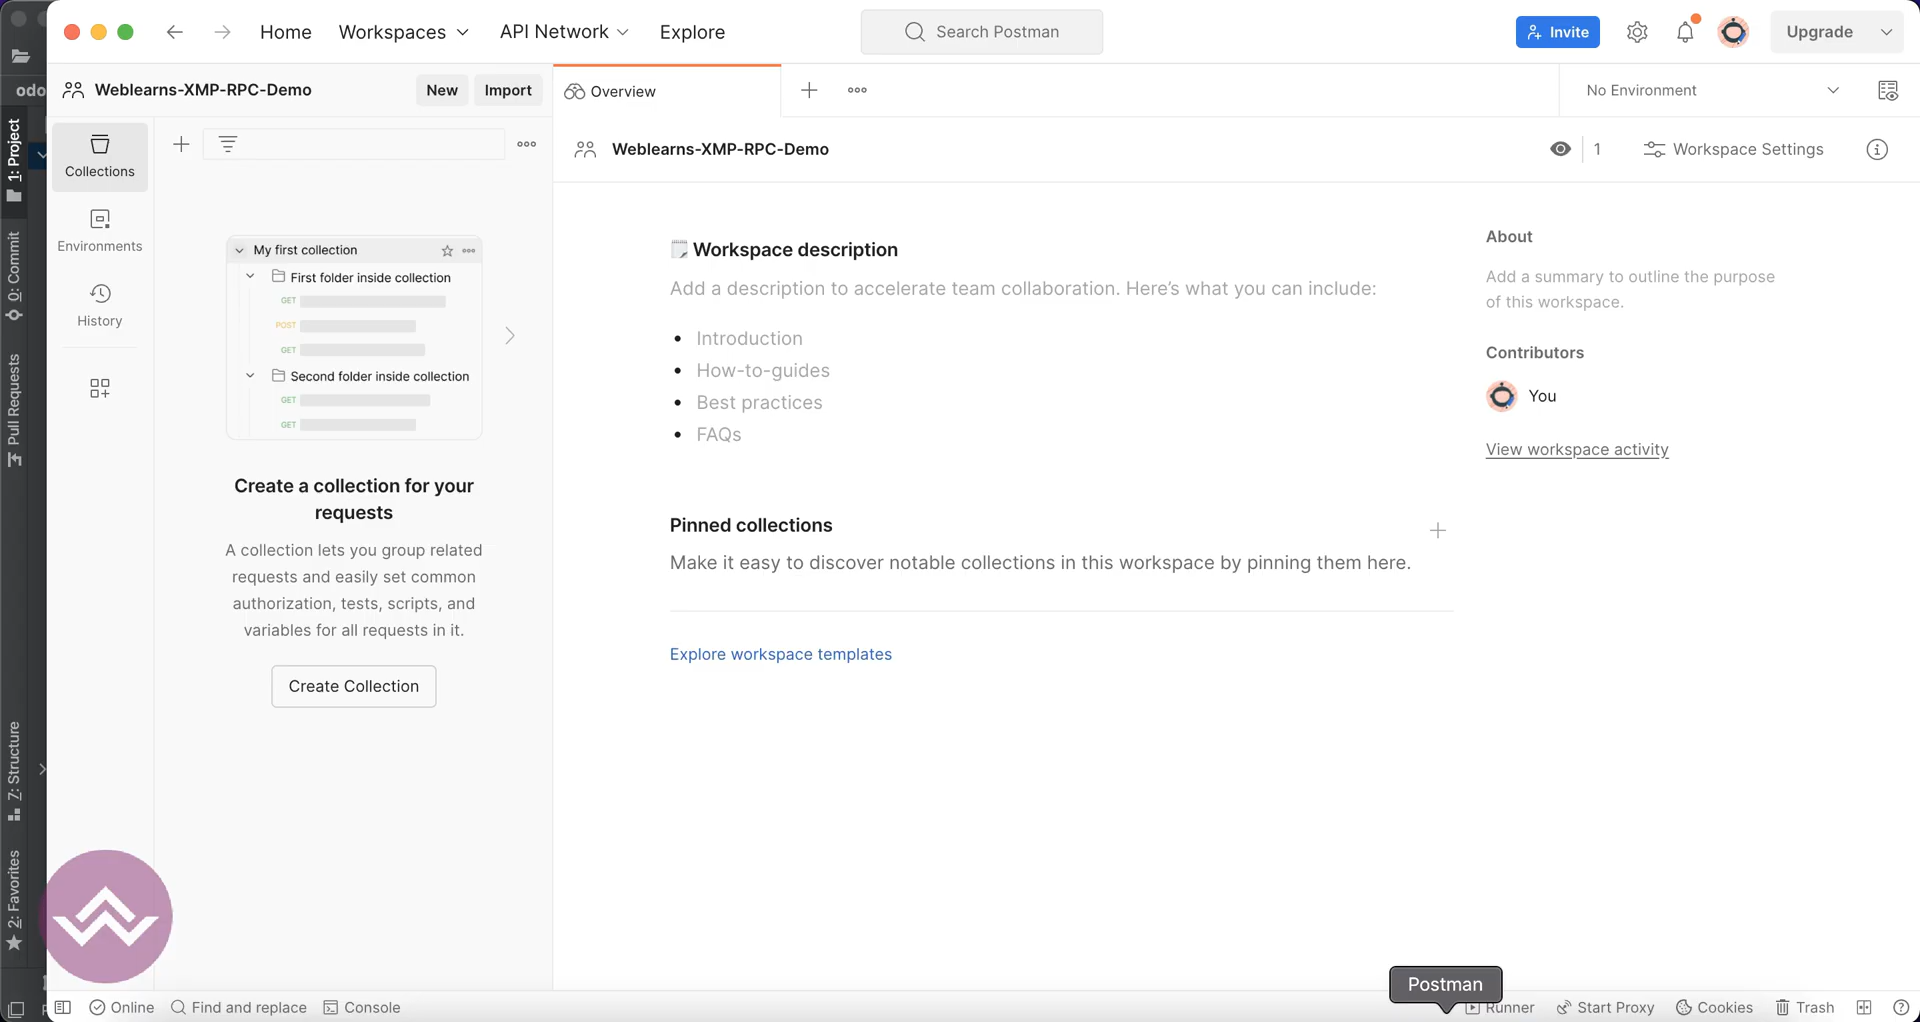 Home
Workspaces
API Network
Explore
Search Postman
Invite
Upgrade
odo
Weblearns-XMP-RPC-Demo
New
Import
Overview
No Environment
1: Project
0: Commit
Pull Requests
Z: Structure
2: Favorites
Collections
Environments
History
My first collection
First folder inside collection
GET
POST
GET
Second folder inside collection
GET
GET
Create a collection for your
requests
A collection lets you group related
requests and easily set common
authorization, tests, scripts, and
variables for all requests in it.
Create Collection
Weblearns-XMP-RPC-Demo
1
Workspace Settings
Workspace description
Add a description to accelerate team collaboration. Here’s what you can include:
• Introduction
• How-to-guides
• Best practices
• FAQs
Pinned collections
Make it easy to discover notable collections in this workspace by pinning them here.
Explore workspace templates
About
Add a summary to outline the purpose
of this workspace.
Contributors
You
View workspace activity
Postman
Online
Find and replace
Console
Runner
Start Proxy
Cookies
Trash